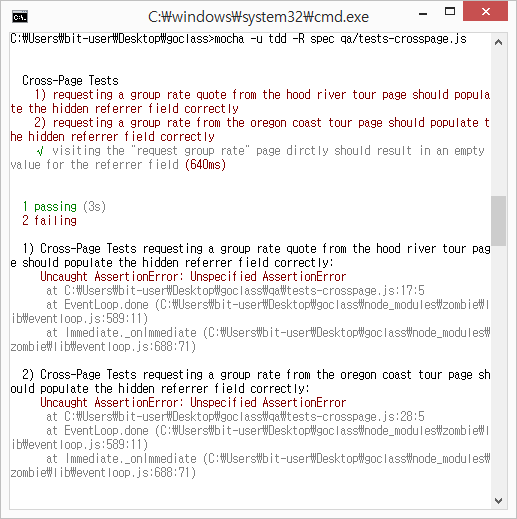 C:₩windows₩system32₩cmd.exe
C:₩Users₩bit-user₩Desktop₩goclass>mocha -u tdd -R spec qa/tests-crosspage.js
Cross-Page Tests
1) requesting a group rate quote from the hood river tour page should popula
te the hidden referrer field correctly
2) requesting a group rate from the oregon coast tour page should populate t
he hidden referrer field correctly
√ visiting the "request group rate" page dirctly should result in an empty
value for the referrer field (640ms)
1 passing (3s)
2 failing
1) Cross-Page Tests requesting a group rate quote from the hood river tour pag
e should populate the hidden referrer field correctly:
Uncaught AssertionError: Unspecified AssertionError
at C:₩Users₩bit-user₩Desktop₩goclass₩qa₩tests-crosspage.js:17:5
at EventLoop.done (C:₩Users₩bit-user₩Desktop₩goclass₩node_modules₩zombie₩l
ib₩eventloop.js:589:11)
at Immediate._onImmediate (C:₩Users₩bit-user₩Desktop₩goclass₩node_modules₩
zombie₩lib₩eventloop.js:688:71)
2) Cross-Page Tests requesting a group rate from the oregon coast tour page sh
ould populate the hidden referrer field correctly:
Uncaught AssertionError: Unspecified AssertionError
at C:₩Users₩bit-user₩Desktop₩goclass₩qa₩tests-crosspage.js:28:5
at EventLoop.done (C:₩Users₩bit-user₩Desktop₩goclass₩node_modules₩zombie₩l
ib₩eventloop.js:589:11)
at Immediate._onImmediate (C:₩Users₩bit-user₩Desktop₩goclass₩node_modules₩
zombie₩lib₩eventloop.js:688:71)